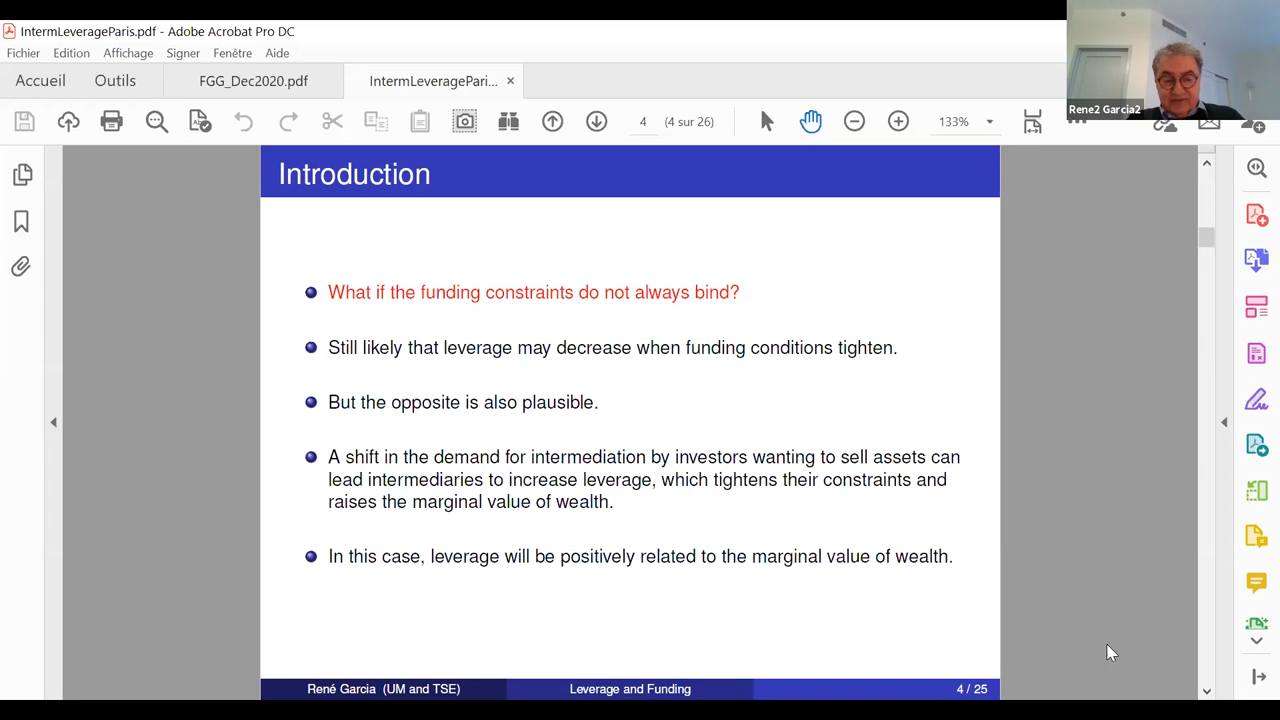 IntermLeverageParis.pdf - Adobe Acrobat Pro DC
Fichier Edition Affichage Signer Fenêtre Aide
Accueil Outils FGG_Dec2020.pdf IntermLeveragePari... ×
4 (4 sur 26) 133%
Rene2 Garcia2
Introduction
What if the funding constraints do not always bind?
Still likely that leverage may decrease when funding conditions tighten.
But the opposite is also plausible.
A shift in the demand for intermediation by investors wanting to sell assets can
lead intermediaries to increase leverage, which tightens their constraints and
raises the marginal value of wealth.
In this case, leverage will be positively related to the marginal value of wealth.
René Garcia (UM and TSE) Leverage and Funding 4 / 25